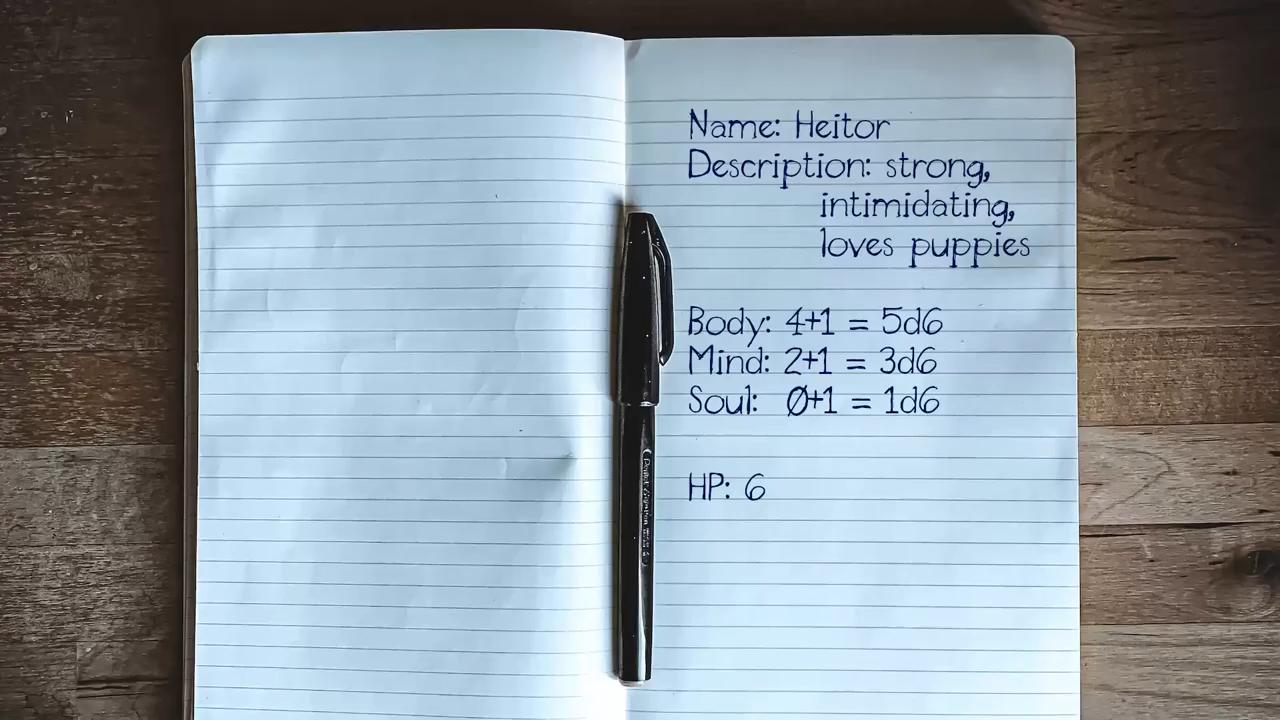 Name: Heitor
Description: strong,
intimidating,
loves puppies
Body: 4+1 = 5d6
Mind: 2+1 = 3d6
Soul: 0+1 = 1d6
HP: 6